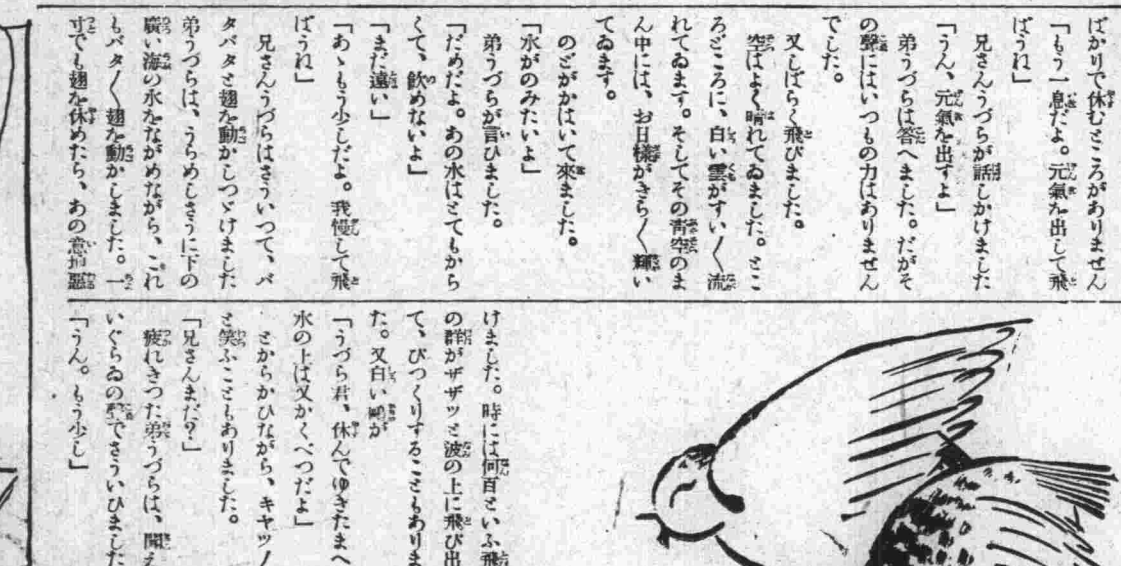 ばかりで休むところがありません
「もう一息だよ。元氣を出して飛
ばうね」
兄さんうづらが話しかけました
「うん、元氣を出すよ」
弟うづらは答へました。だがそ
の聲にはいつもの力はありません
でした。
又しばらく飛びました。
空はよく晴れてゐました。とこ
ろどころに、白い雲がすい〱流
れてゐます。そしてその靑空のま
ん中には、お日樣がきら〱輝い
てゐます。
のどがかはいて來ました。
「水がのみたいよ」
弟うづらが言ひました。
「だめだよ。あの水はとてもから
くて、飮めないよ」
「まだ遠い」
「あゝもう少しだよ。我慢して飛
ばうね」
兄さんうづらはさういつて、バ
タバタと翅を動かしつゞけました
弟うづらは、うらめしさうに下の
廣い海の水をながめながら、これ
もバタ〱翅を動かしました。一
寸でも翅を休めたら、あの意地惡
けました。時には何百といふ飛
の群がザザッと波の上に飛び出
て、びつくりすることもありま
た。又白い鷗が
「うづら君、休んでゆきたまへ
水の上は又かくべつだよ」
とからかひながら、キヤツ
と笑ふこともありました。
「兄さんまだ?」
疲れきつた弟うづらは、聞え
いぐらゐの聲でさういひました
「うん。もう少し」